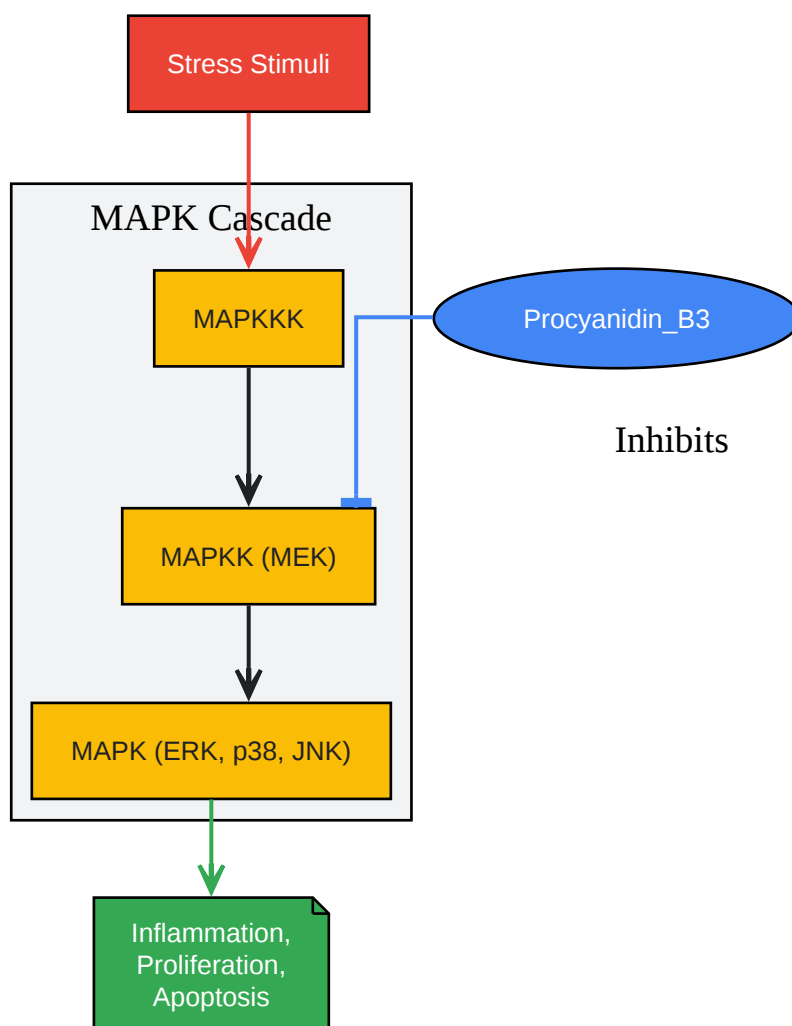 Stress Stimuli
MAPK Cascade
MAPKKK
Procyanidin_B3
Inhibits
MAPKK (MEK)
MAPK (ERK, p38, JNK)
Inflammation,
Proliferation,
Apoptosis